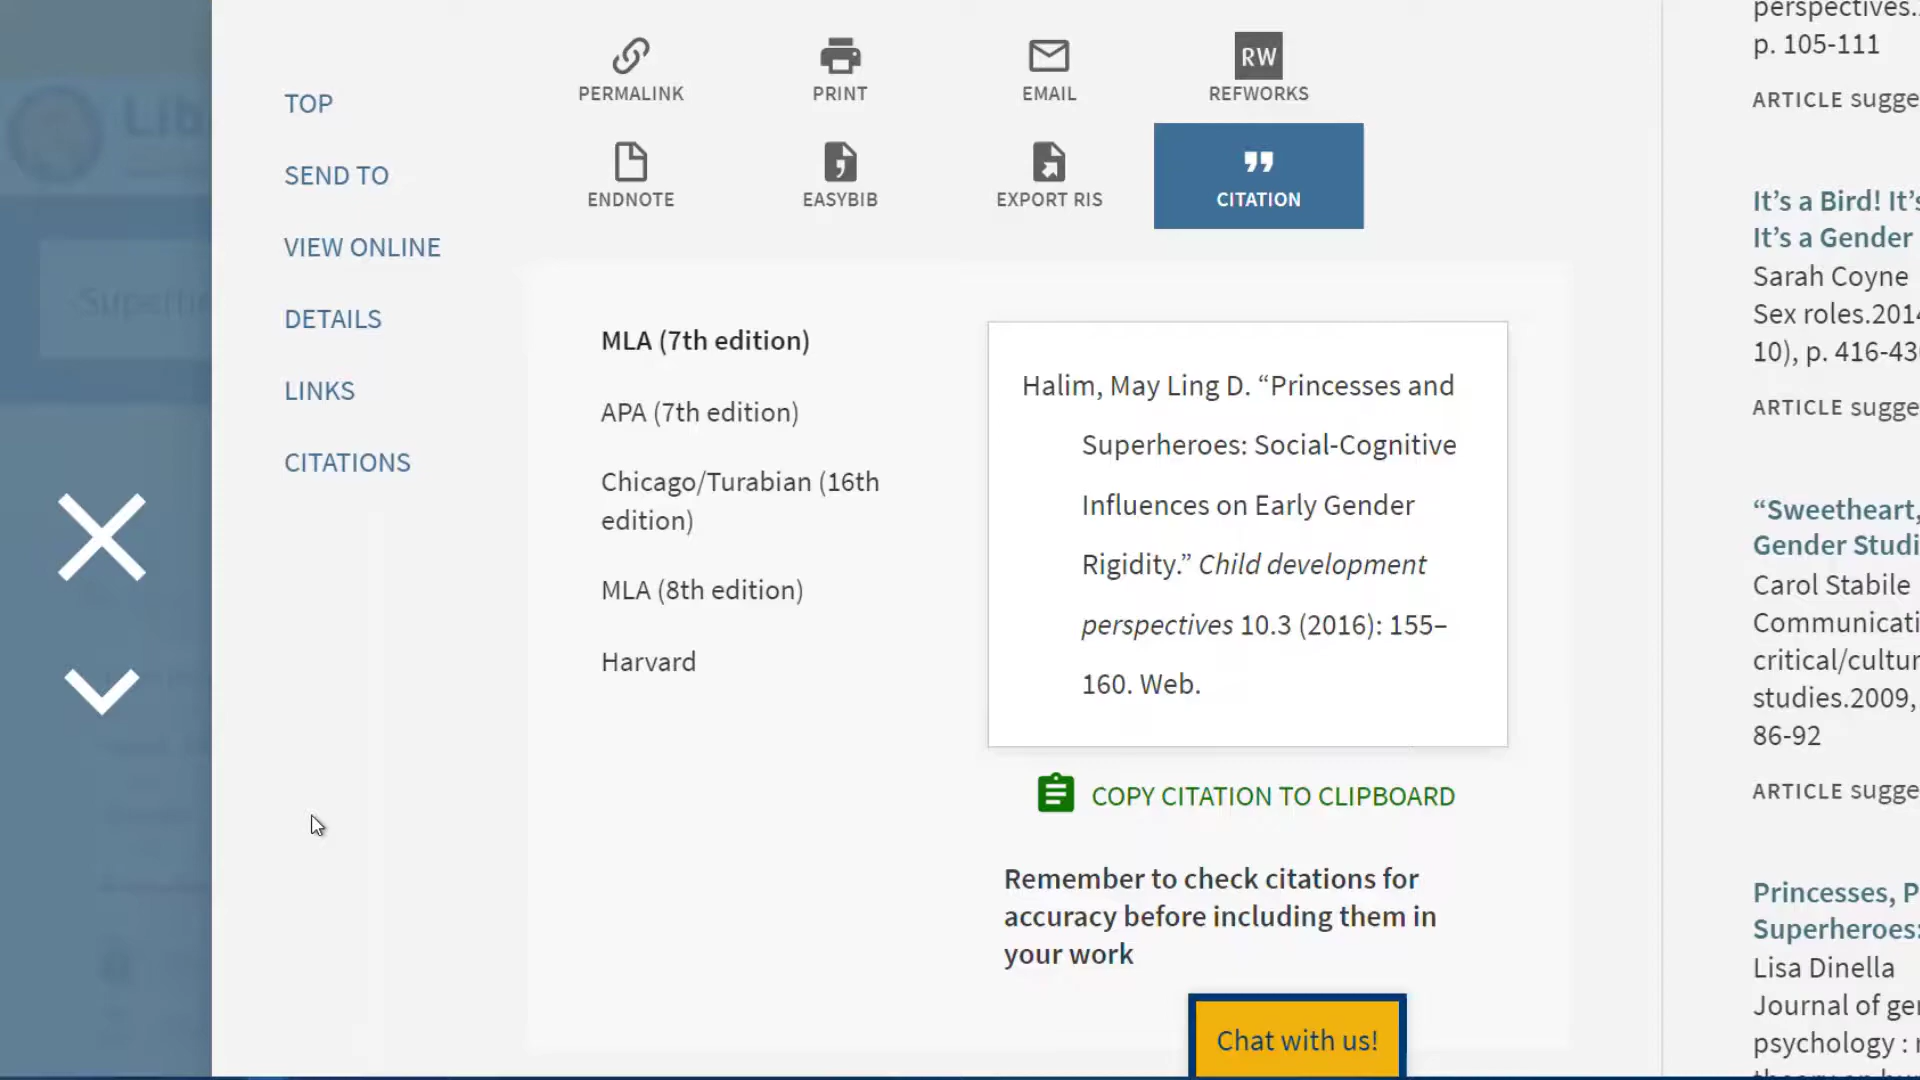 TOP
SEND TO
VIEW ONLINE
DETAILS
LINKS
CITATIONS
PERMALINK
PRINT
EMAIL
RW
REFWORKS
ENDNOTE
EASYBIB
EXPORT RIS
CITATION
MLA (7th edition)
APA (7th edition)
Chicago/Turabian (16th
edition)
MLA (8th edition)
Harvard
Halim, May Ling D. “Princesses and
Superheroes: Social-Cognitive
Influences on Early Gender
Rigidity.” Child development
perspectives 10.3 (2016): 155–
160. Web.
COPY CITATION TO CLIPBOARD
Remember to check citations for
accuracy before including them in
your work
Chat with us!
perspectives.
p. 105-111
ARTICLE
It’s a Bird! It’s
It’s a Gender
Sarah Coyne
Sex roles.
10), p.
ARTICLE
“Sweetheart,
Gender
Carol Stabile
studies.2009,
86-92
ARTICLE
Princesses,
Superheroes:
Lisa Dinella
Journal of
psychology :